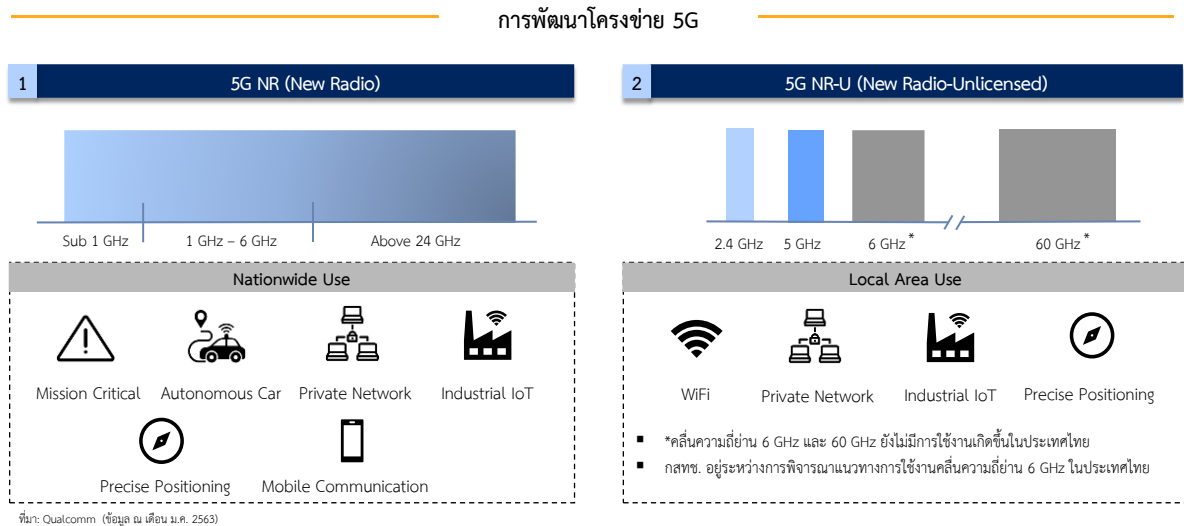 การพัฒนาโครงข่าย 5G
1
5G NR (New Radio)
Sub 1 GHz
1 GHz – 6 GHz
Above 24 GHz
Nationwide Use
Mission Critical
Autonomous Car
Private Network
Industrial IoT
Precise Positioning
Mobile Communication
2
5G NR-U (New Radio-Unlicensed)
2.4 GHz
5 GHz
6 GHz*
60 GHz*
Local Area Use
WiFi
Private Network
Industrial IoT
Precise Positioning
▪ *คลื่นความถี่ย่าน 6 GHz และ 60 GHz ยังไม่มีการใช้งานเกิดขึ้นในประเทศไทย
▪ กสทช. อยู่ระหว่างการพิจารณาแนวทางการใช้งานคลื่นความถี่ย่าน 6 GHz ในประเทศไทย
ที่มา: Qualcomm (ข้อมูล ณ เดือน ม.ค. 2563)